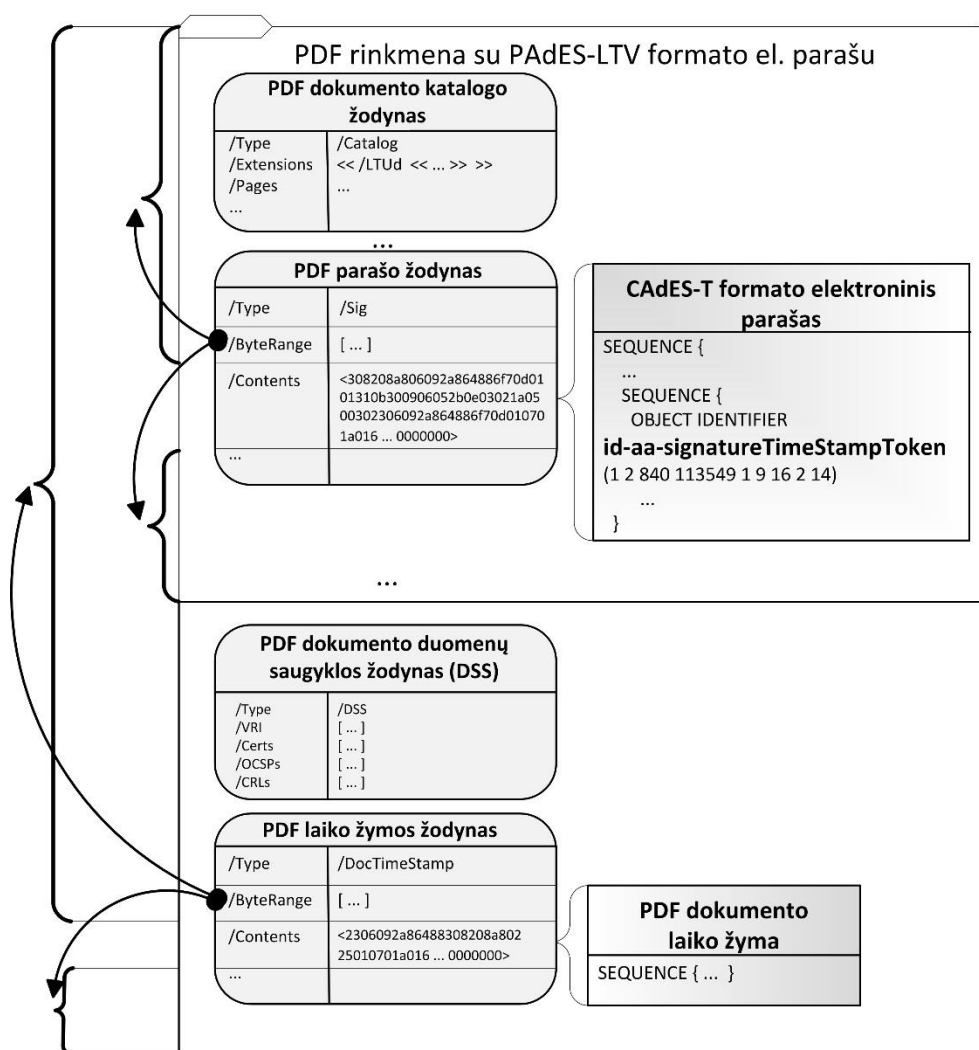 PDF rinkmena su PAdES-LTV formato el. parašu
PDF dokumento katalogo
žodynas
/Type /Catalog
/Extensions << /LTUd << ... >> >>
/Pages ...
...
...
PDF parašo žodynas
/Type /Sig
/ByteRange [ ... ]
/Contents <308208a806092a864886f70d01
01310b300906052b0e03021a05
00302306092a864886f70d01070
1a016 ... 0000000>
...
CAdES-T formato elektroninis
parašas
SEQUENCE {
...
SEQUENCE {
OBJECT IDENTIFIER
id-aa-signatureTimeStampToken
(1 2 840 113549 1 9 16 2 14)
...
}
...
PDF dokumento duomenų
saugyklos žodynas (DSS)
/Type /DSS
/VRI [ ... ]
/Certs [ ... ]
/OCSPs [ ... ]
/CRLs [ ... ]
PDF laiko žymos žodynas
/Type /DocTimeStamp
/ByteRange [ ... ]
/Contents <2306092a86488308208a802
25010701a016 ... 0000000>
...
PDF dokumento
laiko žyma
SEQUENCE { ... }